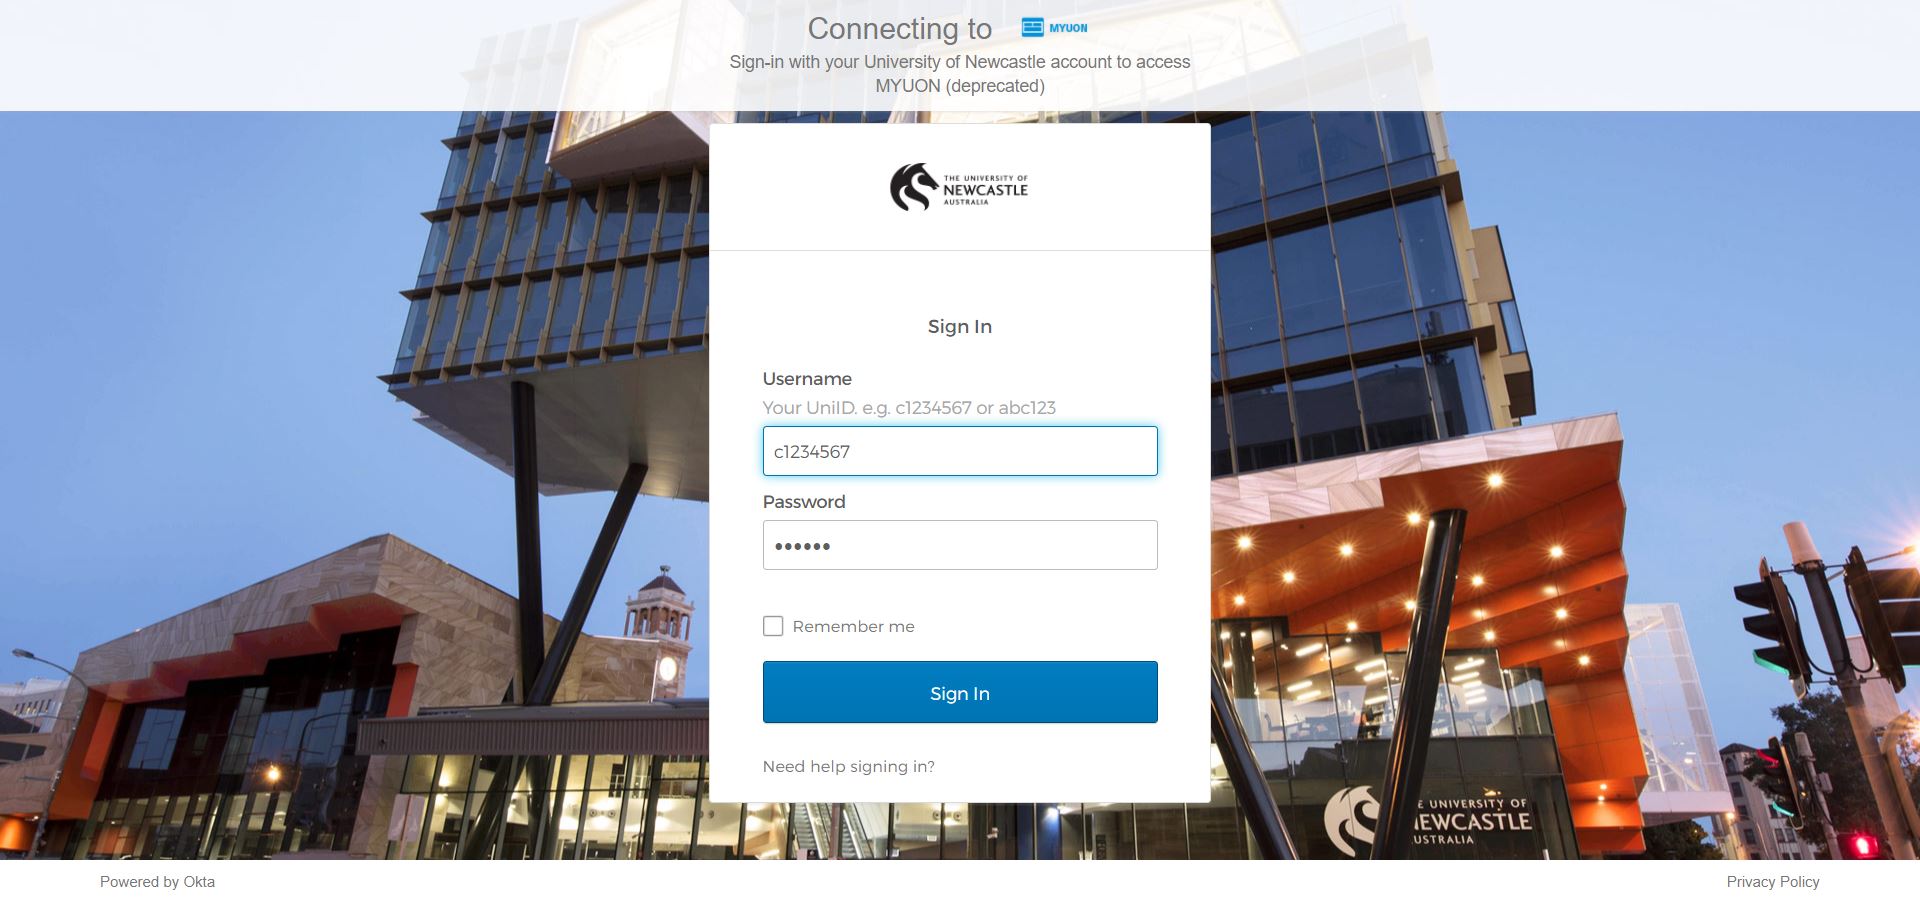 Connecting to MYUON
Sign-in with your University of Newcastle account to access
MYUON (deprecated)
THE UNIVERSITY OF
NEWCASTLE
AUSTRALIA
Sign In
Username
Your UniID. e.g. c1234567 or abc123
c1234567
Password
••••••
Remember me
Sign In
Need help signing in?
UNIVERSITY OF
Powered by Okta
Privacy Policy